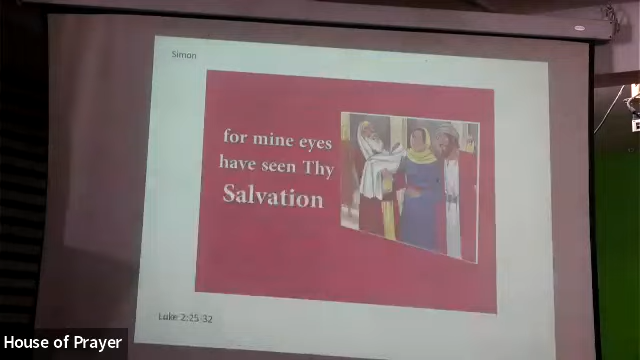 Simon
for mine eyes
have seen Thy
Salvation
Luke 2:25-32
House of Prayer